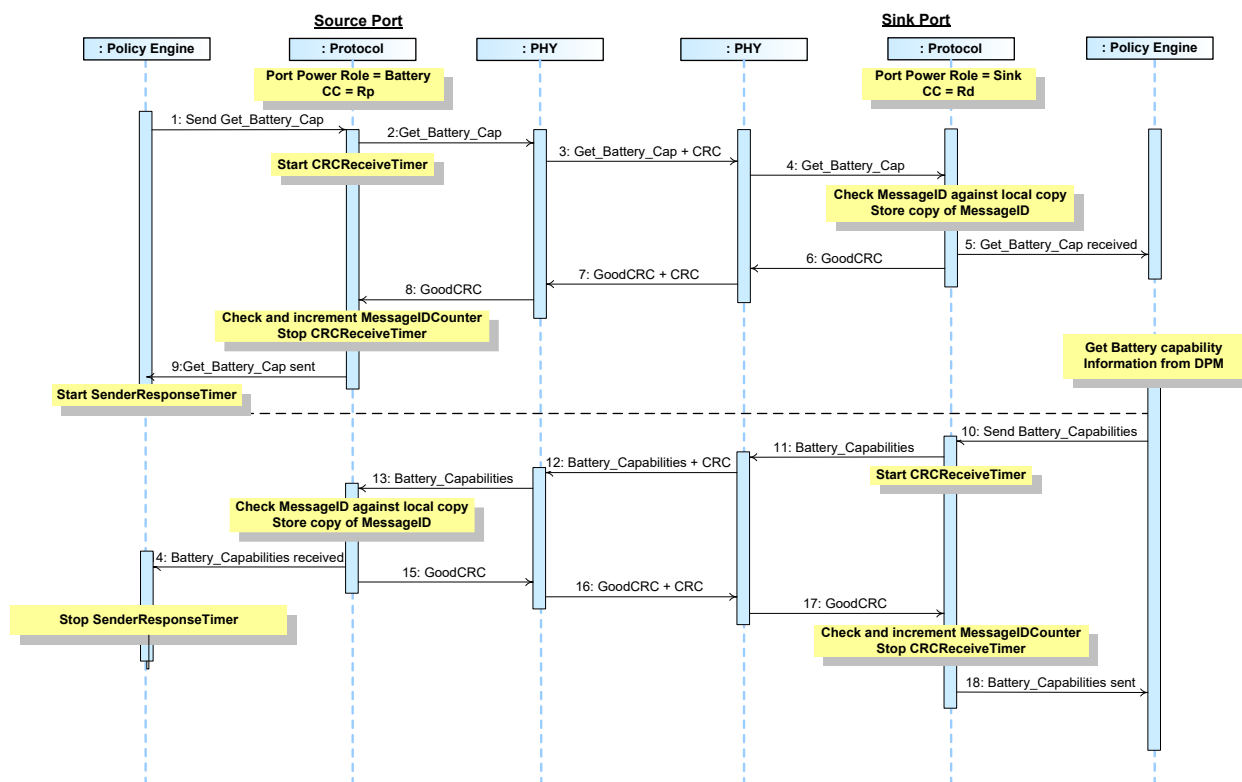 Source Port
Sink Port
: Policy Engine
: Protocol
: PHY
: PHY
: Protocol
: Policy Engine
Port Power Role = Battery
CC = Rp
Port Power Role = Sink
CC = Rd
1: Send Get_Battery_Cap
2:Get_Battery_Cap
Start CRCReceiveTimer
3: Get_Battery_Cap + CRC
4: Get_Battery_Cap
Check MessageID against local copy
Store copy of MessageID
5: Get_Battery_Cap received
6: GoodCRC
7: GoodCRC + CRC
8: GoodCRC
Check and increment MessageIDCounter
Stop CRCReceiveTimer
9:Get_Battery_Cap sent
Start SenderResponseTimer
Get Battery capability
Information from DPM
10: Send Battery_Capabilities
11: Battery_Capabilities
Start CRCReceiveTimer
12: Battery_Capabilities + CRC
13: Battery_Capabilities
Check MessageID against local copy
Store copy of MessageID
4: Battery_Capabilities received
15: GoodCRC
16: GoodCRC + CRC
17: GoodCRC
Stop SenderResponseTimer
Check and increment MessageIDCounter
Stop CRCReceiveTimer
18: Battery_Capabilities sent